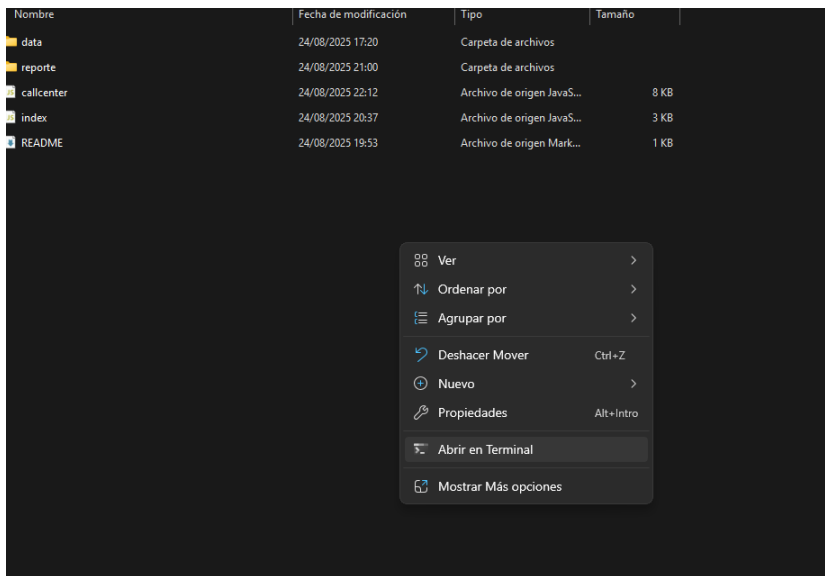 Nombre Fecha de modificación Tipo Tamaño
data 24/08/2025 17:20 Carpeta de archivos
reporte 24/08/2025 21:00 Carpeta de archivos
callcenter 24/08/2025 22:12 Archivo de origen JavaS... 8 KB
index 24/08/2025 20:37 Archivo de origen JavaS... 3 KB
README 24/08/2025 19:53 Archivo de origen Mark... 1 KB
Ver
Ordenar por
Agrupar por
Deshacer Mover Ctrl+Z
Nuevo
Propiedades Alt+Intro
Abrir en Terminal
Mostrar Más opciones